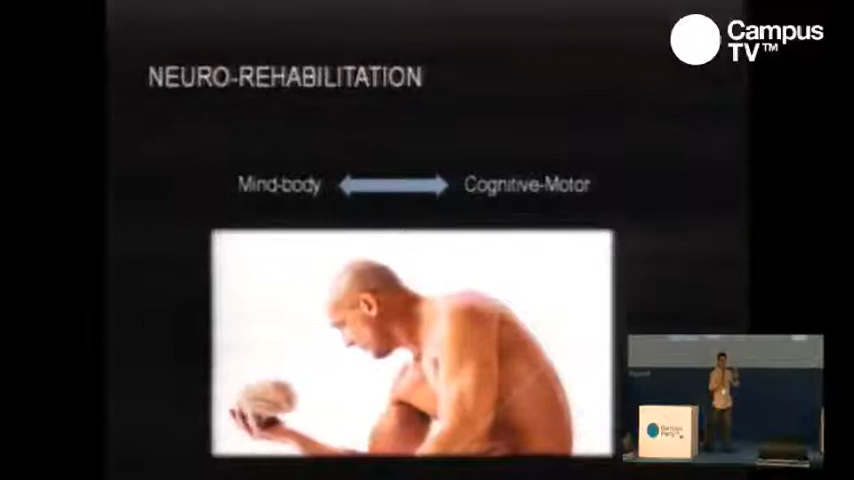 Campus
TV™
NEURO-REHABILITATION
Mind-body
Cognitive-Motor